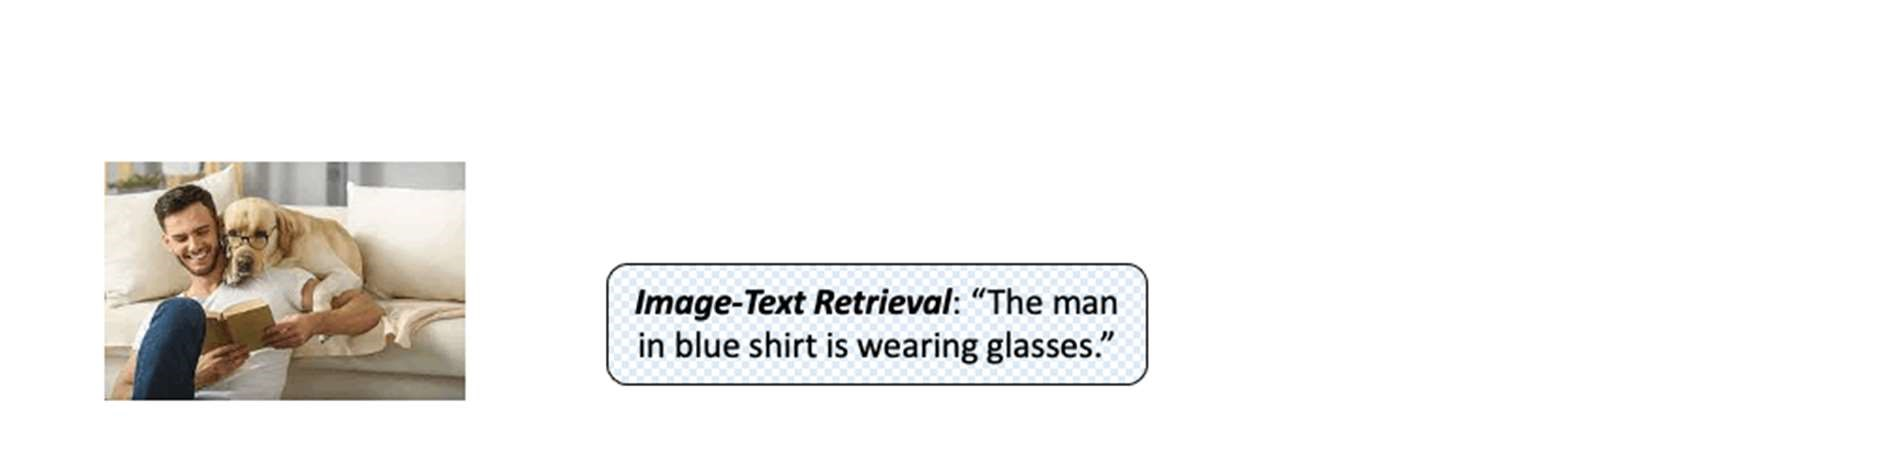 Image-Text Retrieval: “The man
in blue shirt is wearing glasses.”